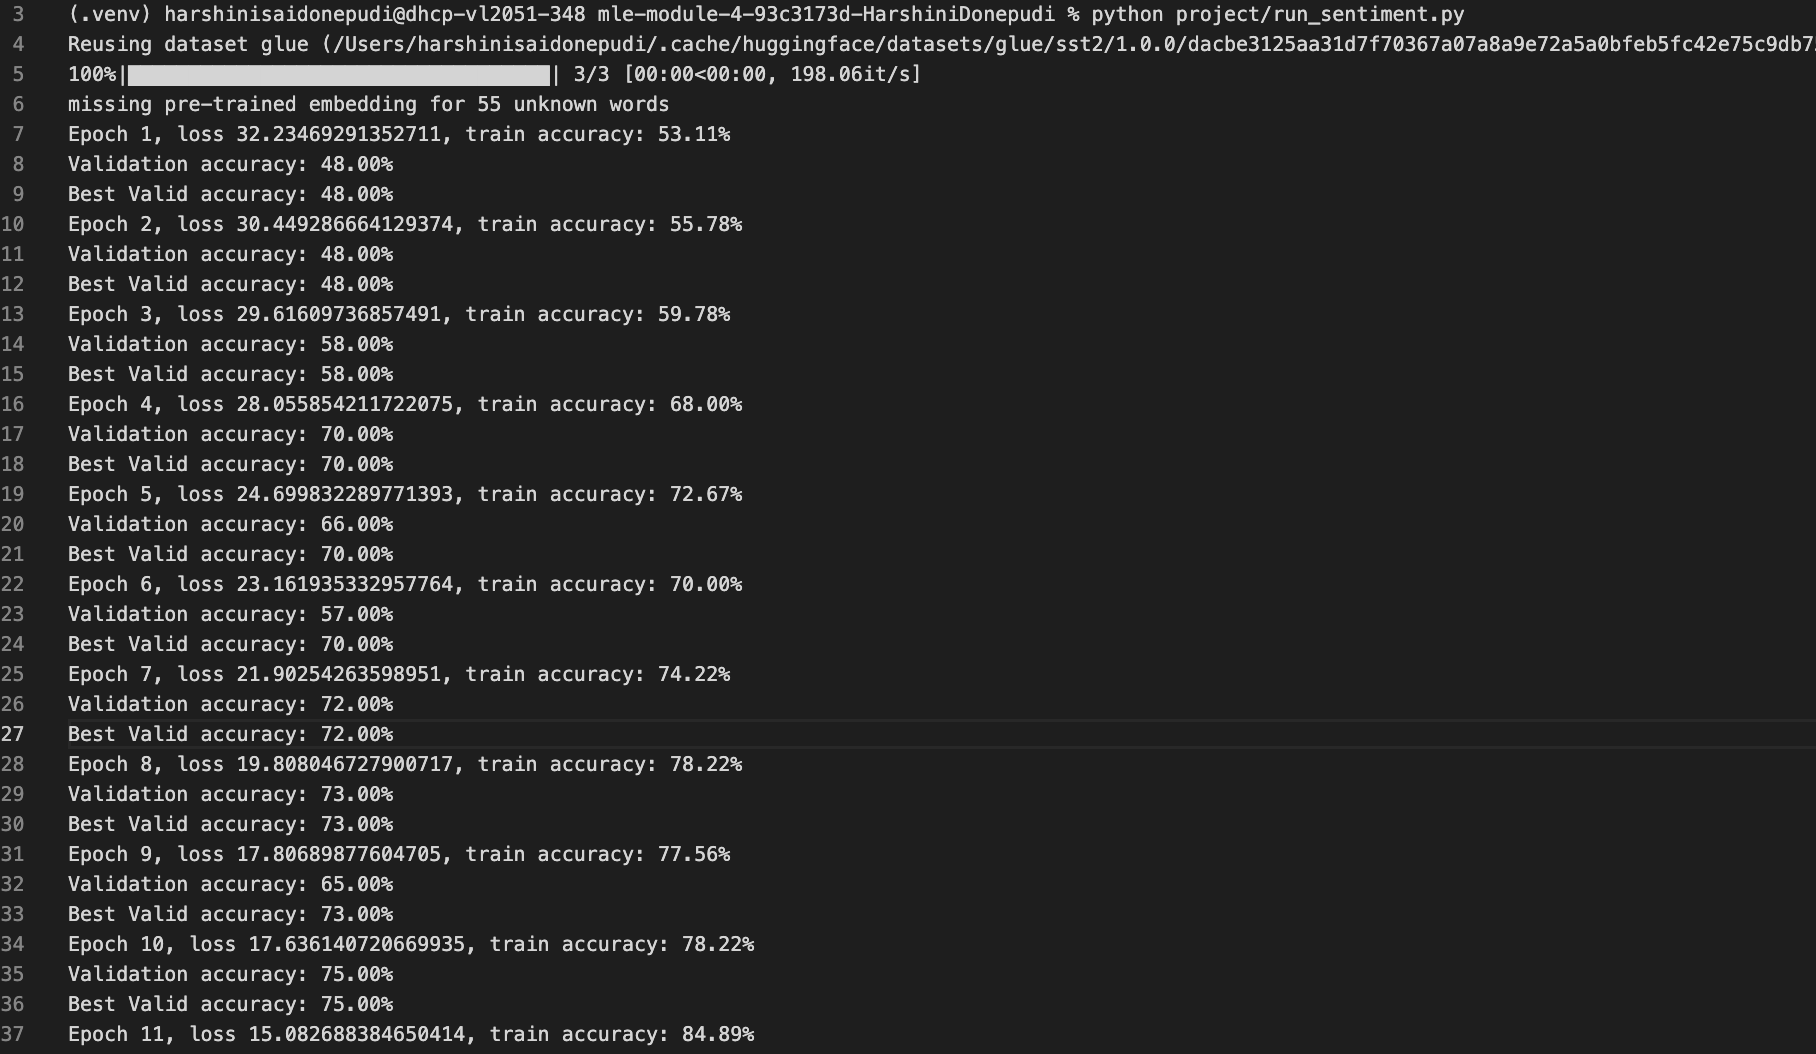 3 (.venv) harshinisaidonepudi@dhcp-vl2051-348 mle-module-4-93c3173d-HarshiniDonepudi % python project/run_sentiment.py
4 Reusing dataset glue (/Users/harshinisaidonepudi/.cache/huggingface/datasets/glue/sst2/1.0.0/dacbe3125aa31d7f70367a07a8a9e72a5a0bfeb5fc42e75c9db7
5 100%|██████████████████████████████████| 3/3 [00:00<00:00, 198.06it/s]
6 missing pre-trained embedding for 55 unknown words
7 Epoch 1, loss 32.23469291352711, train accuracy: 53.11%
8 Validation accuracy: 48.00%
9 Best Valid accuracy: 48.00%
10 Epoch 2, loss 30.449286664129374, train accuracy: 55.78%
11 Validation accuracy: 48.00%
12 Best Valid accuracy: 48.00%
13 Epoch 3, loss 29.61609736857491, train accuracy: 59.78%
14 Validation accuracy: 58.00%
15 Best Valid accuracy: 58.00%
16 Epoch 4, loss 28.055854211722075, train accuracy: 68.00%
17 Validation accuracy: 70.00%
18 Best Valid accuracy: 70.00%
19 Epoch 5, loss 24.699832289771393, train accuracy: 72.67%
20 Validation accuracy: 66.00%
21 Best Valid accuracy: 70.00%
22 Epoch 6, loss 23.161935332957764, train accuracy: 70.00%
23 Validation accuracy: 57.00%
24 Best Valid accuracy: 70.00%
25 Epoch 7, loss 21.90254263598951, train accuracy: 74.22%
26 Validation accuracy: 72.00%
27 Best Valid accuracy: 72.00%
28 Epoch 8, loss 19.808046727900717, train accuracy: 78.22%
29 Validation accuracy: 73.00%
30 Best Valid accuracy: 73.00%
31 Epoch 9, loss 17.80689877604705, train accuracy: 77.56%
32 Validation accuracy: 65.00%
33 Best Valid accuracy: 73.00%
34 Epoch 10, loss 17.636140720669935, train accuracy: 78.22%
35 Validation accuracy: 75.00%
36 Best Valid accuracy: 75.00%
37 Epoch 11, loss 15.082688384650414, train accuracy: 84.89%